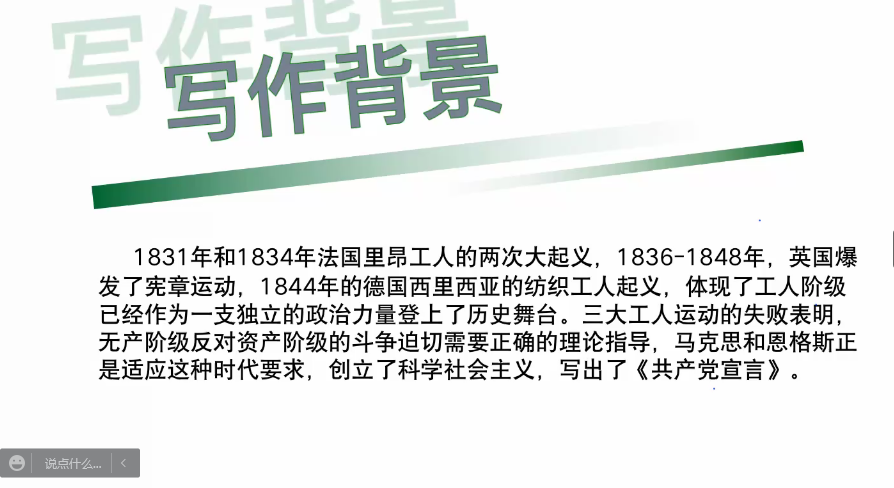 写作背景
写作背景
1831年和1834年法国里昂工人的两次大起义，1836-1848年，英国爆
发了宪章运动，1844年的德国西里西亚的纺织工人起义，体现了工人阶级
已经作为一支独立的政治力量登上了历史舞台。三大工人运动的失败表明，
无产阶级反对资产阶级的斗争迫切需要正确的理论指导，马克思和恩格斯正
是适应这种时代要求，创立了科学社会主义，写出了《共产党宣言》。
说点什么...